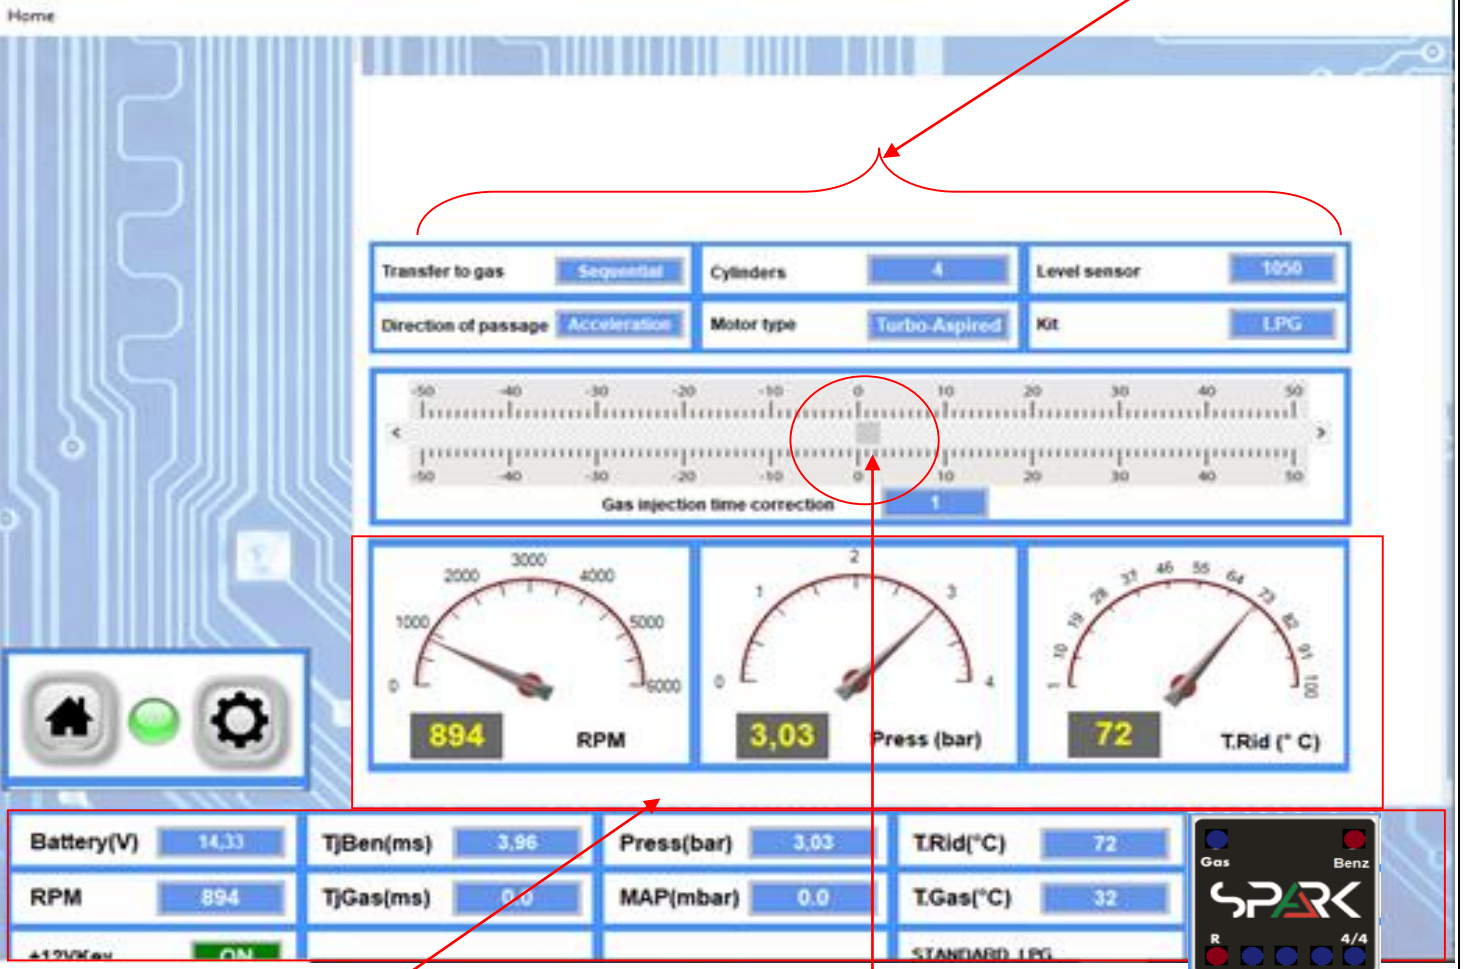 Home
Transfer to gas Sequential Cylinders 4 Level sensor 1050
Direction of passage Acceleration Motor type Turbo-Aspired Kit LPG
-50 -40 -30 -20 -10 0 10 20 30 40 50
< >
-50 -40 -30 -20 -10 0 10 20 30 40 50
Gas injection time correction 1
0 1000 2000 3000 4000 5000 6000
894 RPM
0 1 2 3 4
3,03 Press (bar)
1 10 19 28 37 46 55 64 73 82 91 100
72 T.Rid (° C)
Battery(V) 14,33 TjBen(ms) 3,96 Press(bar) 3,03 T.Rid(°C) 72
RPM 894 TjGas(ms) 0.0 MAP(mbar) 0.0 T.Gas(°C) 32
+12VKey ON STANDARD LPG
Gas Benz
SPARK
R 4/4